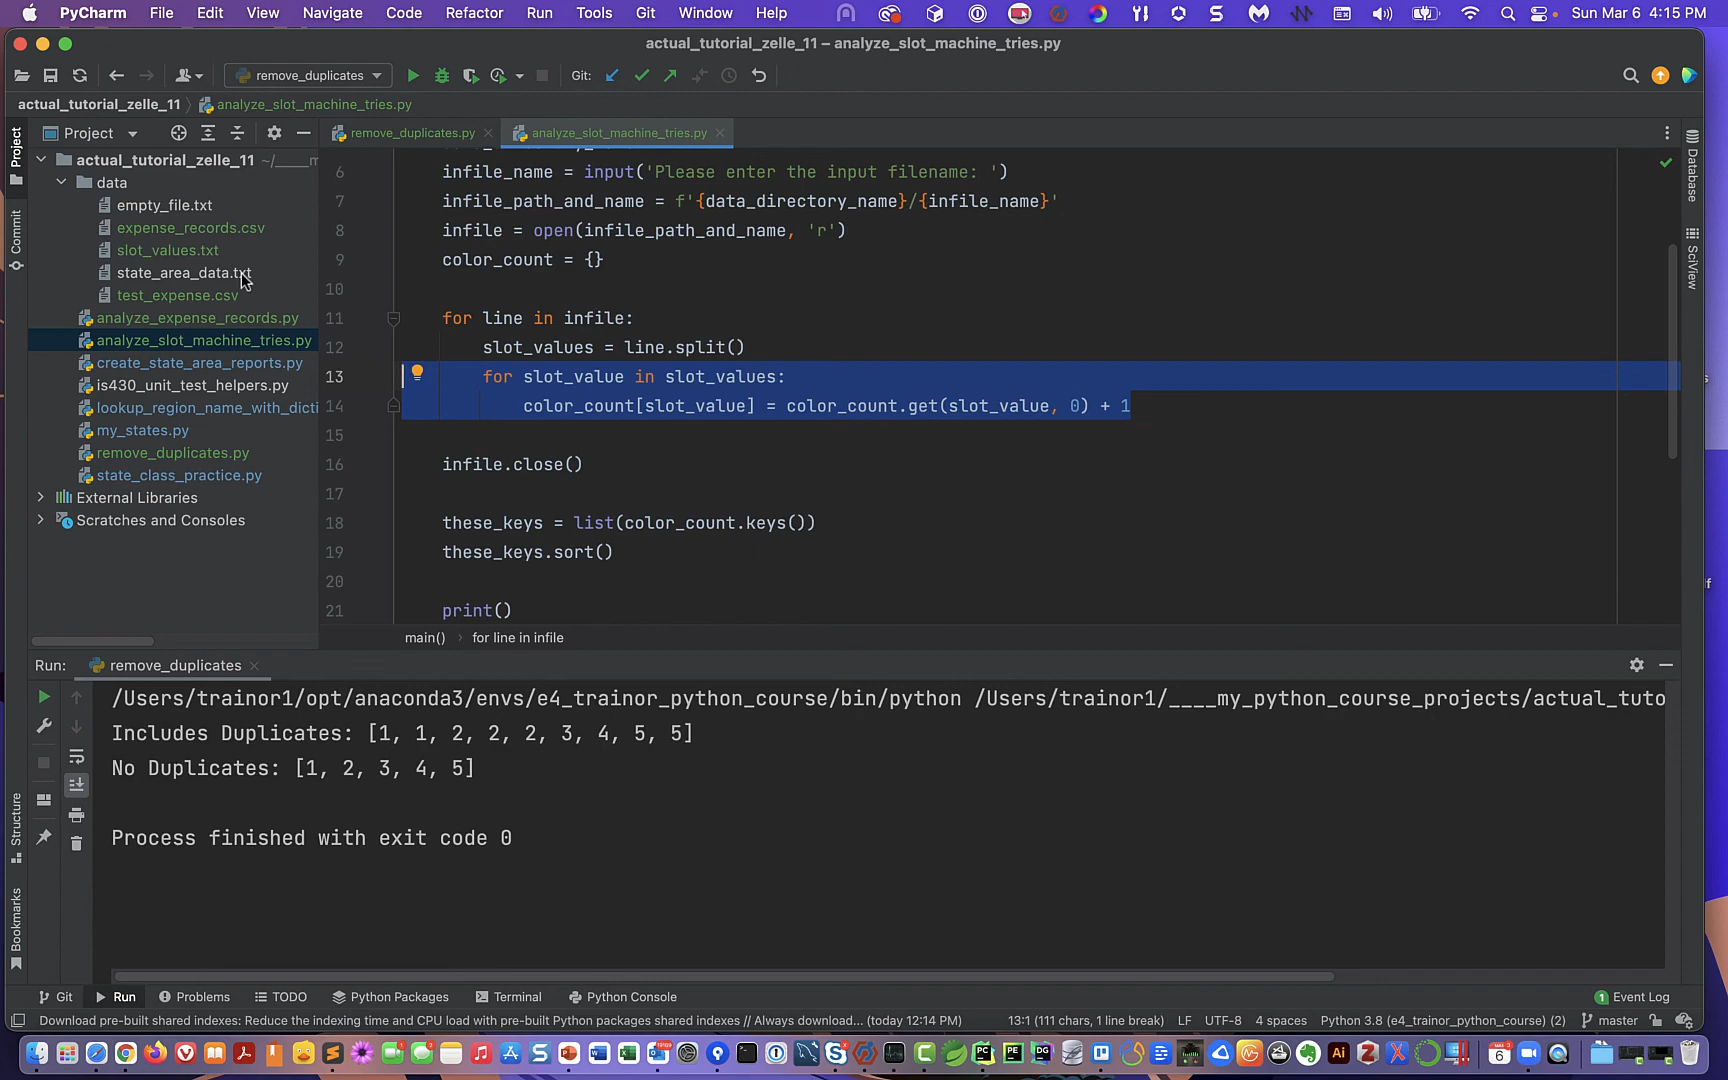 PyCharm File Edit View Navigate Code Refactor Run Tools Git Window Help Sun Mar 6 4:15 PM
actual_tutorial_zelle_11 – analyze_slot_machine_tries.py
remove_duplicates Git:
actual_tutorial_zelle_11 analyze_slot_machine_tries.py
Project remove_duplicates.py analyze_slot_machine_tries.py
actual_tutorial_zelle_11 ~/____m
data
empty_file.txt
expense_records.csv
slot_values.txt
state_area_data.txt
test_expense.csv
analyze_expense_records.py
analyze_slot_machine_tries.py
create_state_area_reports.py
is430_unit_test_helpers.py
lookup_region_name_with_dicti
my_states.py
remove_duplicates.py
state_class_practice.py
External Libraries
Scratches and Consoles
6 infile_name = input('Please enter the input filename: ')
7 infile_path_and_name = f'{data_directory_name}/{infile_name}'
8 infile = open(infile_path_and_name, 'r')
9 color_count = {}
10
11 for line in infile:
12 slot_values = line.split()
13 for slot_value in slot_values:
14 color_count[slot_value] = color_count.get(slot_value, 0) + 1
15
16 infile.close()
17
18 these_keys = list(color_count.keys())
19 these_keys.sort()
20
21 print()
main() for line in infile
Project
Commit
Structure
Bookmarks
Database
SciView
Run: remove_duplicates
/Users/trainor1/opt/anaconda3/envs/e4_trainor_python_course/bin/python /Users/trainor1/____my_python_course_projects/actual_tuto
Includes Duplicates: [1, 1, 2, 2, 2, 3, 4, 5, 5]
No Duplicates: [1, 2, 3, 4, 5]
Process finished with exit code 0
Git Run Problems TODO Python Packages Terminal Python Console 1 Event Log
Download pre-built shared indexes: Reduce the indexing time and CPU load with pre-built Python packages shared indexes // Always download... (today 12:14 PM) 13:1 (111 chars, 1 line break) LF UTF-8 4 spaces Python 3.8 (e4_trainor_python_course) (2) master